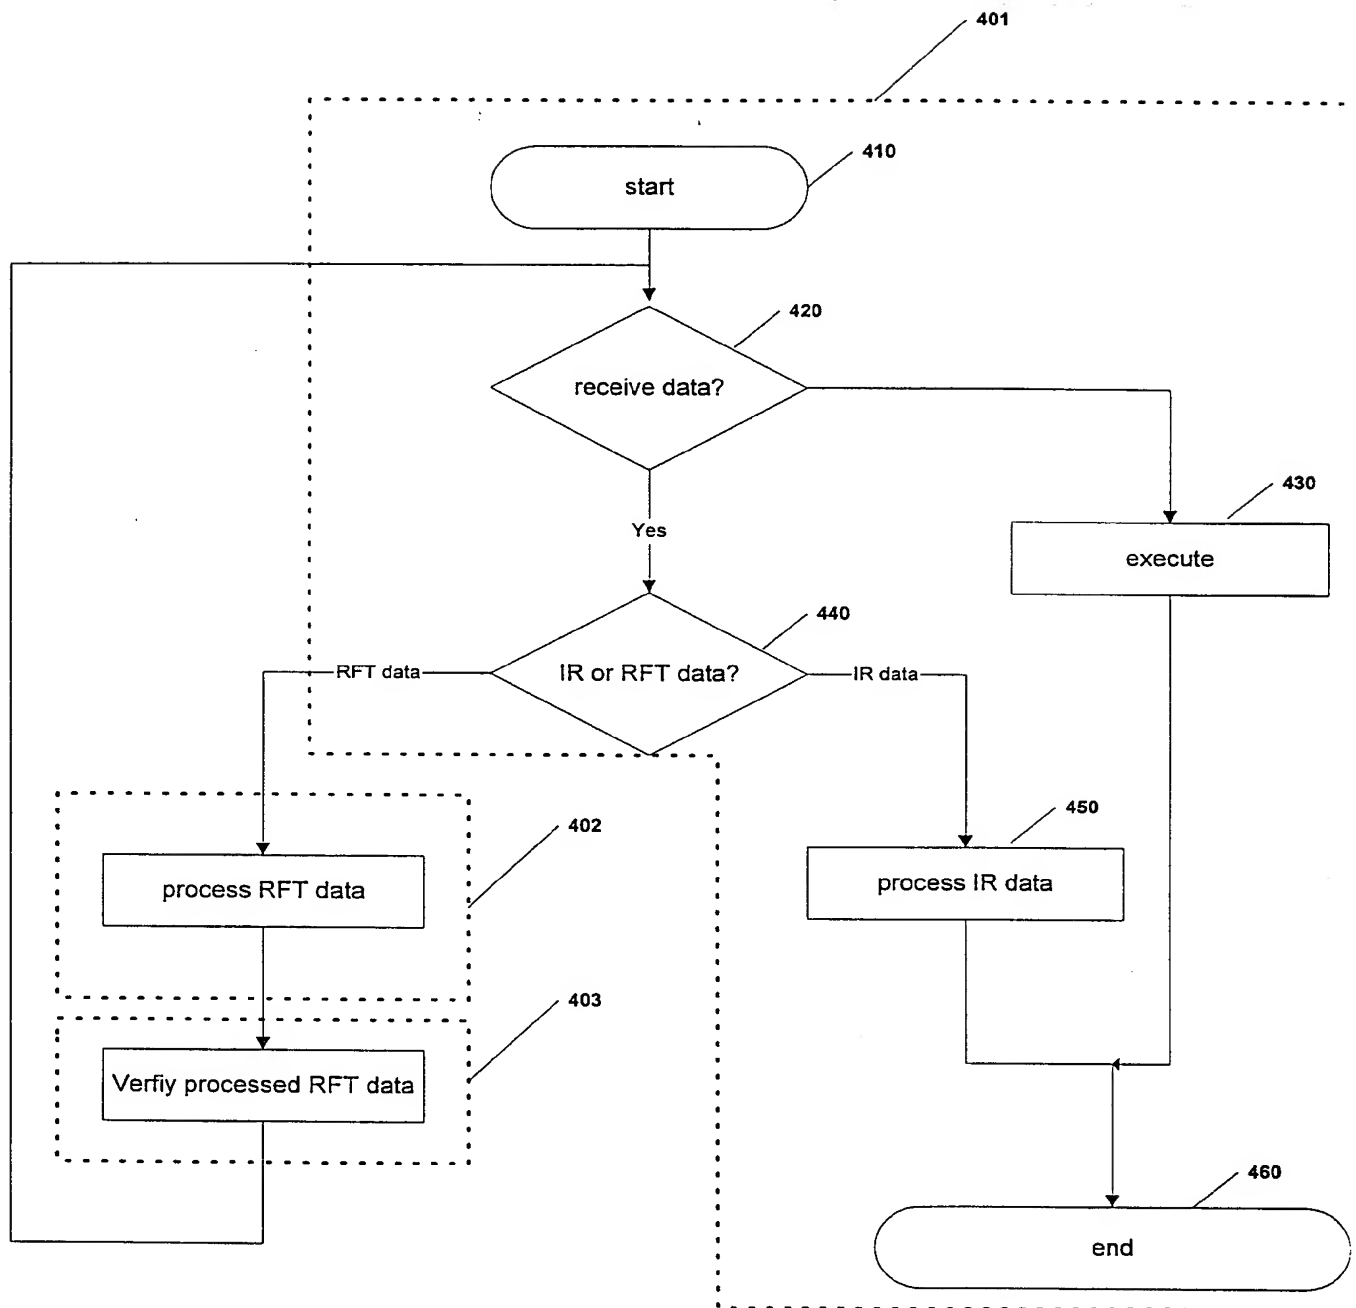 401
410
start
420
receive data?
430
Yes
execute
440
RFT data
IR or RFT data?
IR data
450
402
process RFT data
process IR data
403
Verfiy processed RFT data
460
end